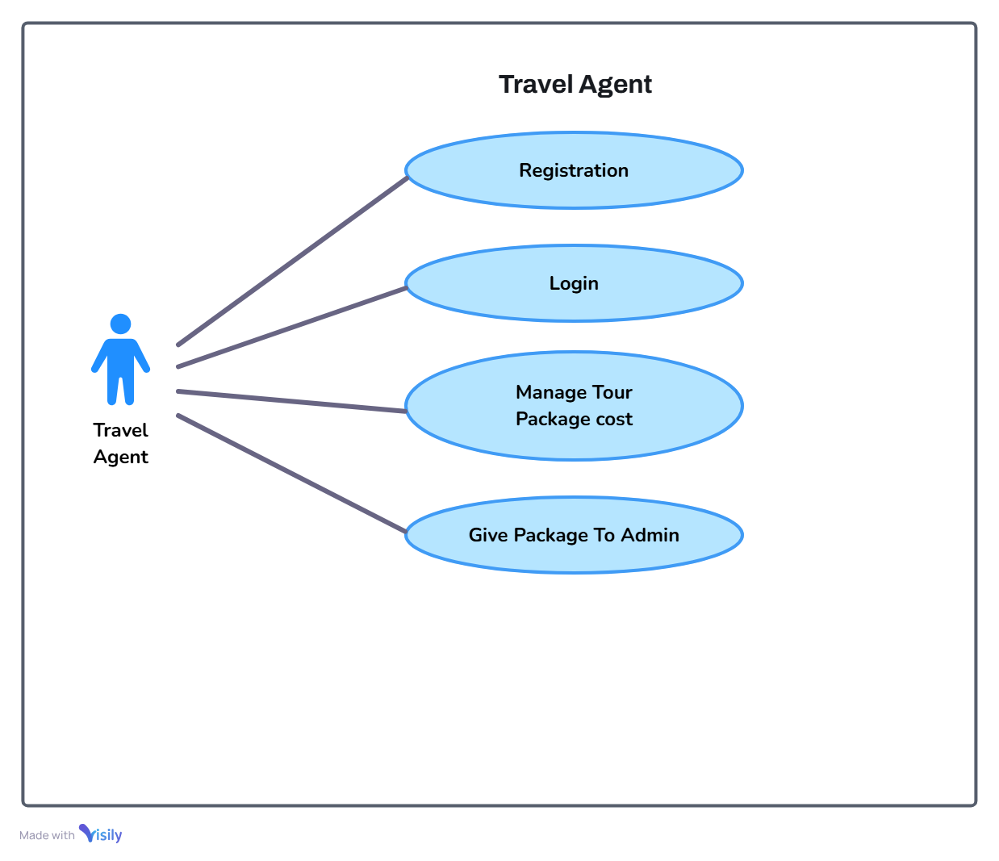 Travel Agent
Registration
Login
Manage Tour
Package cost
Give Package To Admin
Travel
Agent
Made with Visily